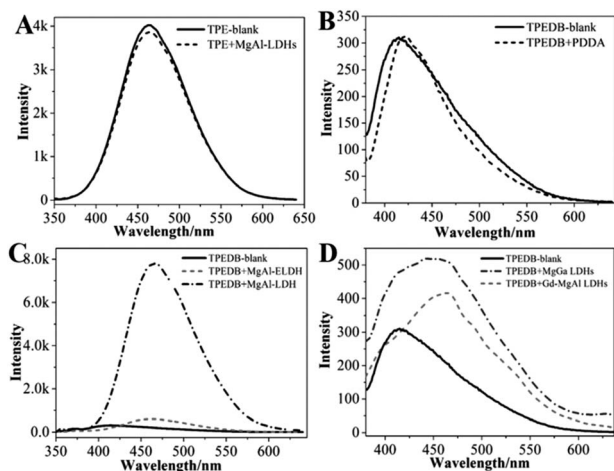 A
TPE-blank
TPE+MgAl-LDHs
4k
3k
2k
1k
0
Intensity
350 400 450 500 550 600 650
Wavelength/nm
B
TPEDB-blank
TPEDB+PDDA
350
300
250
200
150
100
50
0
Intensity
400 450 500 550 600
Wavelength/nm
C
TPEDB-blank
TPEDB+MgAl-ELDH
TPEDB+MgAl-LDH
8.0k
6.0k
4.0k
2.0k
0.0
Intensity
350 400 450 500 550 600
Wavelength/nm
D
TPEDB-blank
TPEDB+MgGa LDHs
TPEDB+Gd-MgAl LDHs
500
400
300
200
100
0
Intensity
400 450 500 550 600
Wavelength/nm